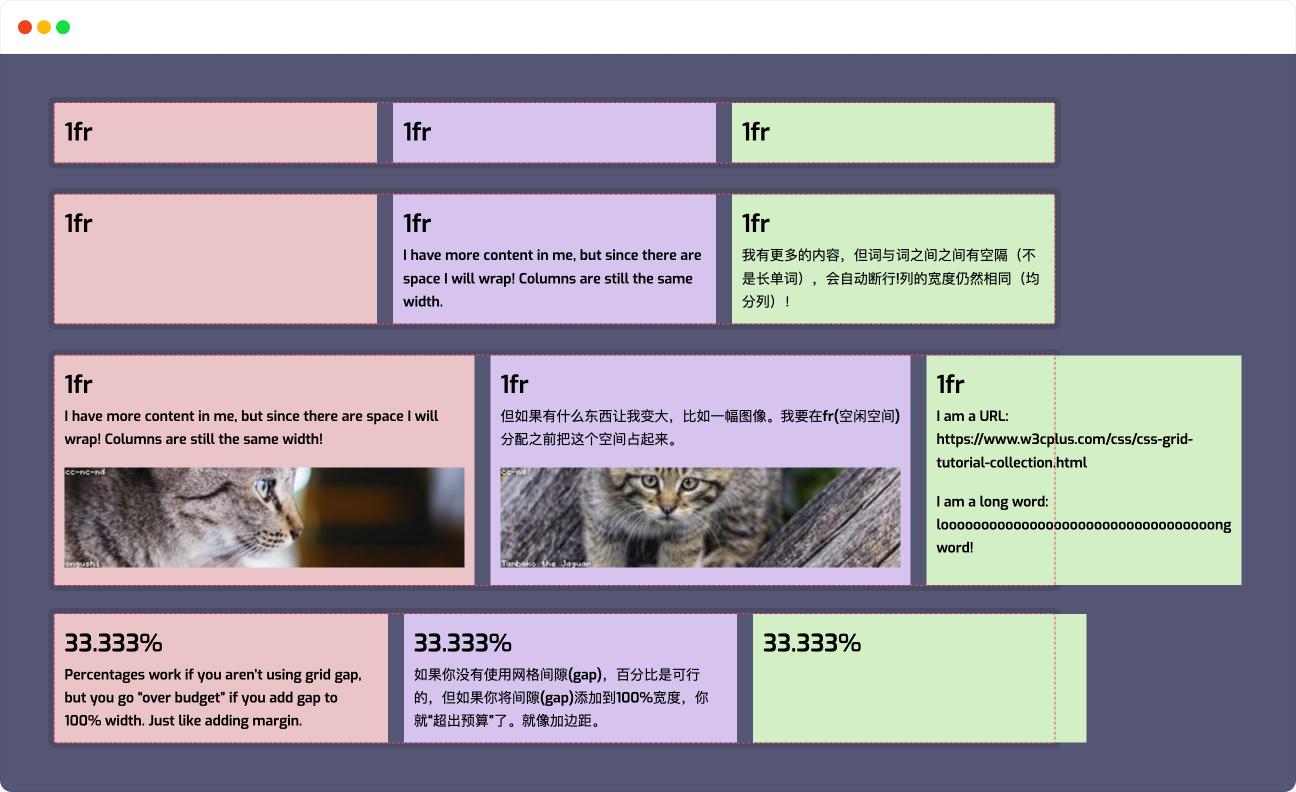 1fr
1fr
1fr
1fr
1fr
I have more content in me, but since there are
space I will wrap! Columns are still the same
width.
1fr
我有更多的内容，但词与词之间之间有空隔（不
是长单词），会自动断行!列的宽度仍然相同（均
分列）！
1fr
I have more content in me, but since there are space I will
wrap! Columns are still the same width!
cc-nc-nd
ongushi
1fr
但如果有什么东西让我变大，比如一幅图像。我要在fr(空闲空间)
分配之前把这个空间占起来。
cc-nd
Tambako the Jaguar
1fr
I am a URL:
https://www.w3cplus.com/css/css-grid-
tutorial-collection.html
I am a long word:
looooooooooooooooooooooooooooooooooong
word!
33.333%
Percentages work if you aren't using grid gap,
but you go "over budget" if you add gap to
100% width. Just like adding margin.
33.333%
如果你没有使用网格间隙(gap)，百分比是可行
的，但如果你将间隙(gap)添加到100%宽度，你
就"超出预算"了。就像加边距。
33.333%